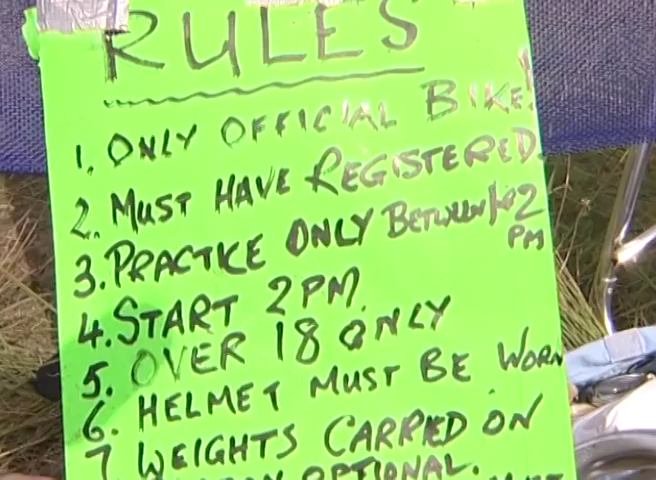 RULES
1. ONLY OFFICIAL BIKE!
2. MUST HAVE REGISTERED
3. PRACTICE ONLY BETWEEN 2
PM
4. START 2PM.
5. OVER 18 ONLY
6. HELMET MUST BE WORN
7 WEIGHTS CARRIED ON
OPTIONAL.